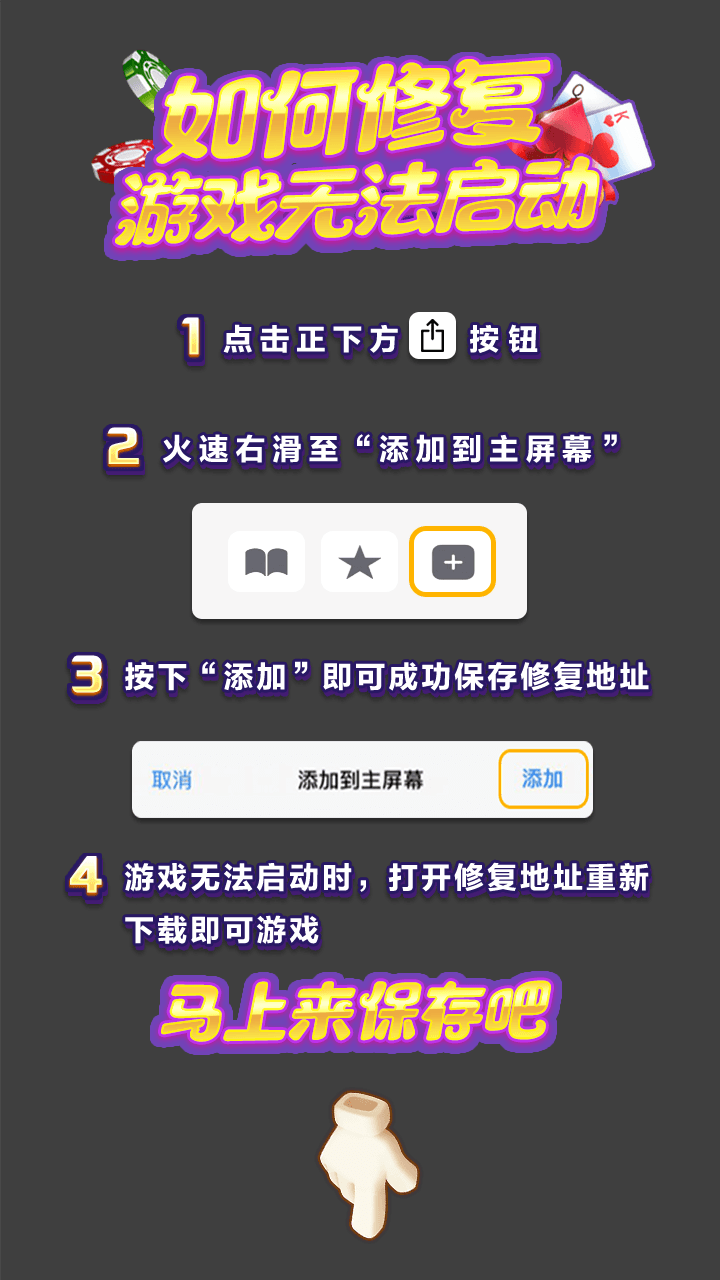 如何修复
游戏无法启动
K
1 点击正下方 按钮
2 火速右滑至“添加到主屏幕”
3 按下“添加”即可成功保存修复地址
取消 添加到主屏幕 添加
4 游戏无法启动时，打开修复地址重新
下载即可游戏
马上来保存吧